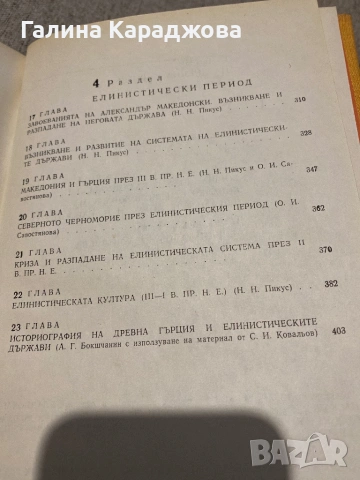 Галина Караджова
4 Раздел
ЕЛИНИСТИЧЕСКИ ПЕРИОД
17 ГЛАВА
ЗАВОЕВАНИЯТА НА АЛЕКСАНДЪР МАКЕДОНСКИ. ВЪЗНИКВАНЕ И
РАЗПАДАНЕ НА НЕГОВАТА ДЪРЖАВА (Н. Н. Пикус) . . . . 310
18 ГЛАВА
ВЪЗНИКВАНЕ И РАЗВИТИЕ НА СИСТЕМАТА НА ЕЛИНИСТИЧЕСКИ-
ТЕ ДЪРЖАВИ (Н. Н. Пикус) . . . . . . . . . 328
19 ГЛАВА
МАКЕДОНИЯ И ГЪРЦИЯ ПРЕЗ III В. ПР. Н. Е. (Н. Н. Пикус и О. И. Са-
востянова) . . . . . . . . . . 347
20 ГЛАВА
СЕВЕРНОТО ЧЕРНОМОРИЕ ПРЕЗ ЕЛИНИСТИЧЕСКИЯ ПЕРИОД (О. И.
Савостянова) . . . . . . . . . . 362
21 ГЛАВА
КРИЗА И РАЗПАДАНЕ НА ЕЛИНИСТИЧЕСКАТА СИСТЕМА ПРЕЗ II
В. ПР. Н. Е. . . . . . . . . . . 370
22 ГЛАВА
ЕЛИНИСТИЧЕСКАТА КУЛТУРА (III—I В. ПР. Н. Е.) (Н. Н. Пикус) . . 382
23 ГЛАВА
ИСТОРИОГРАФИЯ НА ДРЕВНА ГЪРЦИЯ И ЕЛИНИСТИЧЕСКИТЕ
ДЪРЖАВИ (А. Г. Бокшчанин с използуване на материал от С. И. Ковальов) 403
BAZAR